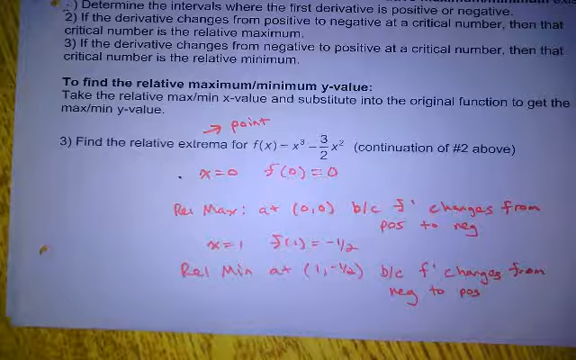 ) Determine the intervals where the first derivative is positive or negative.
2) If the derivative changes from positive to negative at a critical number, then that
critical number is the relative maximum.
3) If the derivative changes from negative to positive at a critical number, then that
critical number is the relative minimum.
To find the relative maximum/minimum y-value:
Take the relative max/min x-value and substitute into the original function to get the
max/min y-value.
→ point
3) Find the relative extrema for f(x) = x³ − 3/2 x² (continuation of #2 above)
x=0 f(0)=0
Rel Max: at (0,0) b/c f' changes from
pos to neg
x=1 f(1) = -1/2
Rel Min at (1,-1/2) b/c f' changes from
neg to pos